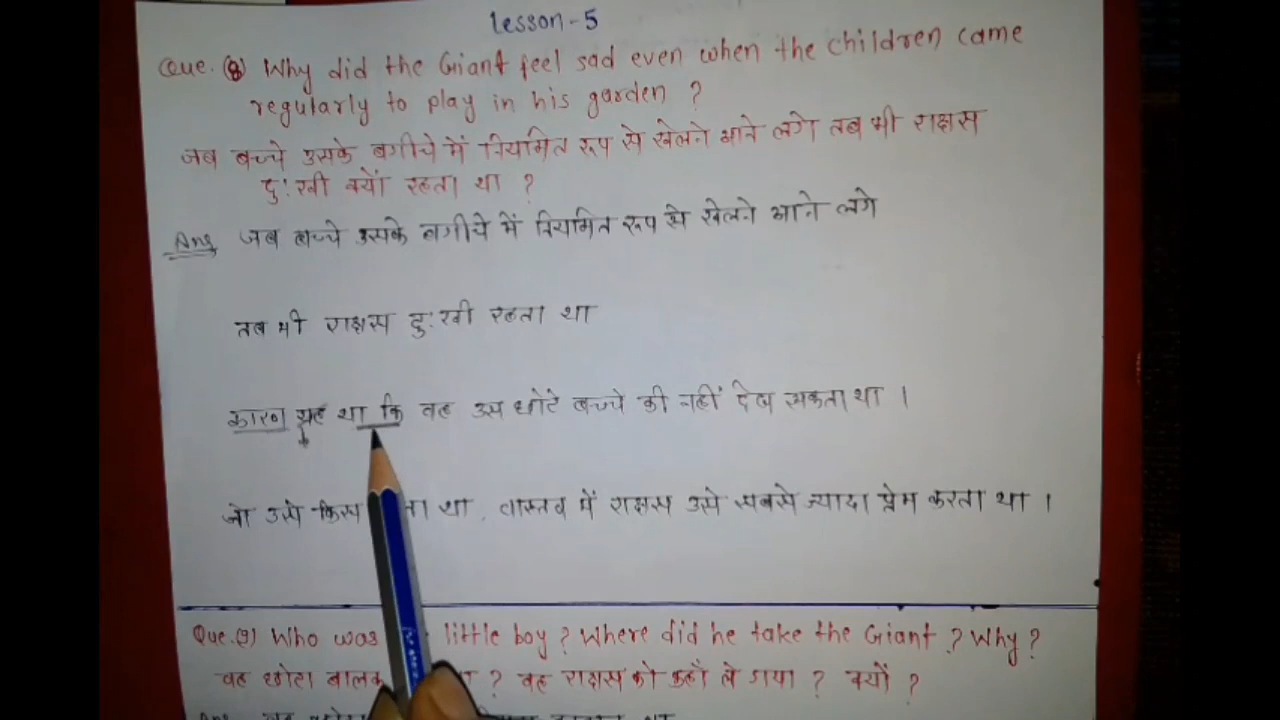 Lesson-5
Que. (8) Why did the Giant feel sad even when the children came
regularly to play in his garden ?
जब बच्चे उसके बगीचे में नियमित रूप से खेलने आने लगे तब भी राक्षस
दु:खी क्यों रहता था ?
Ans जब बच्चे उसके बगीचे में नियमित रूप से खेलने आने लगे
तब भी राक्षस दु:खी रहता था
कारण यह था कि वह उस छोटे बच्चे को नहीं देख सकता था ।
जो उसे किस था , वास्तव में राक्षस उसे सबसे ज्यादा प्रेम करता था ।
Que.(9) Who was little boy ? Where did he take the Giant ? Why ?
वह छोटा बालक ? वह राक्षस को कहाँ ले गया ? क्यों ?